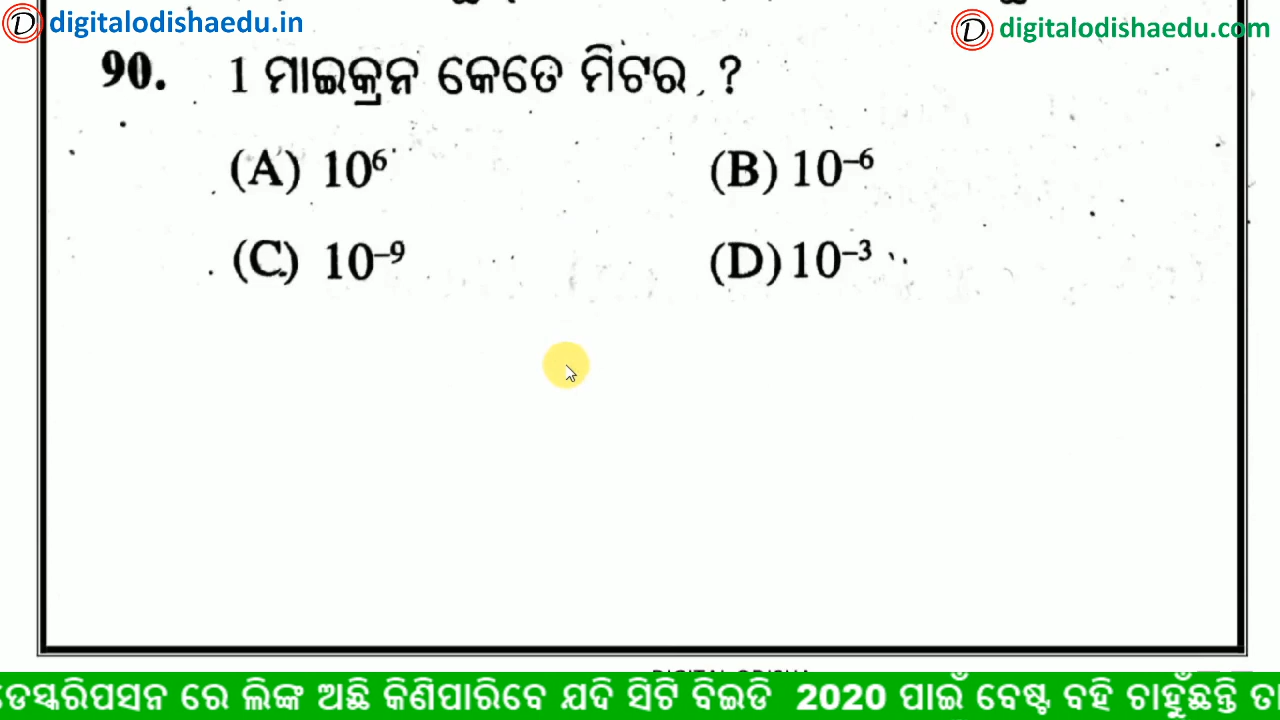 digitalodishaedu.in
digitalodishaedu.com
90. 1 ମାଇକ୍ରନ କେତେ ମିଟର ?
(A) 10⁶ (B) 10⁻⁶
(C) 10⁻⁹ (D) 10⁻³
ଡେସ୍କରିପସନ ରେ ଲିଙ୍କ ଅଛି କିଣିପାରିବେ ଯଦି ସିଟି ବିଇଡି 2020 ପାଇଁ ବେଷ୍ଟ ବହି ଚାହୁଁଛନ୍ତି